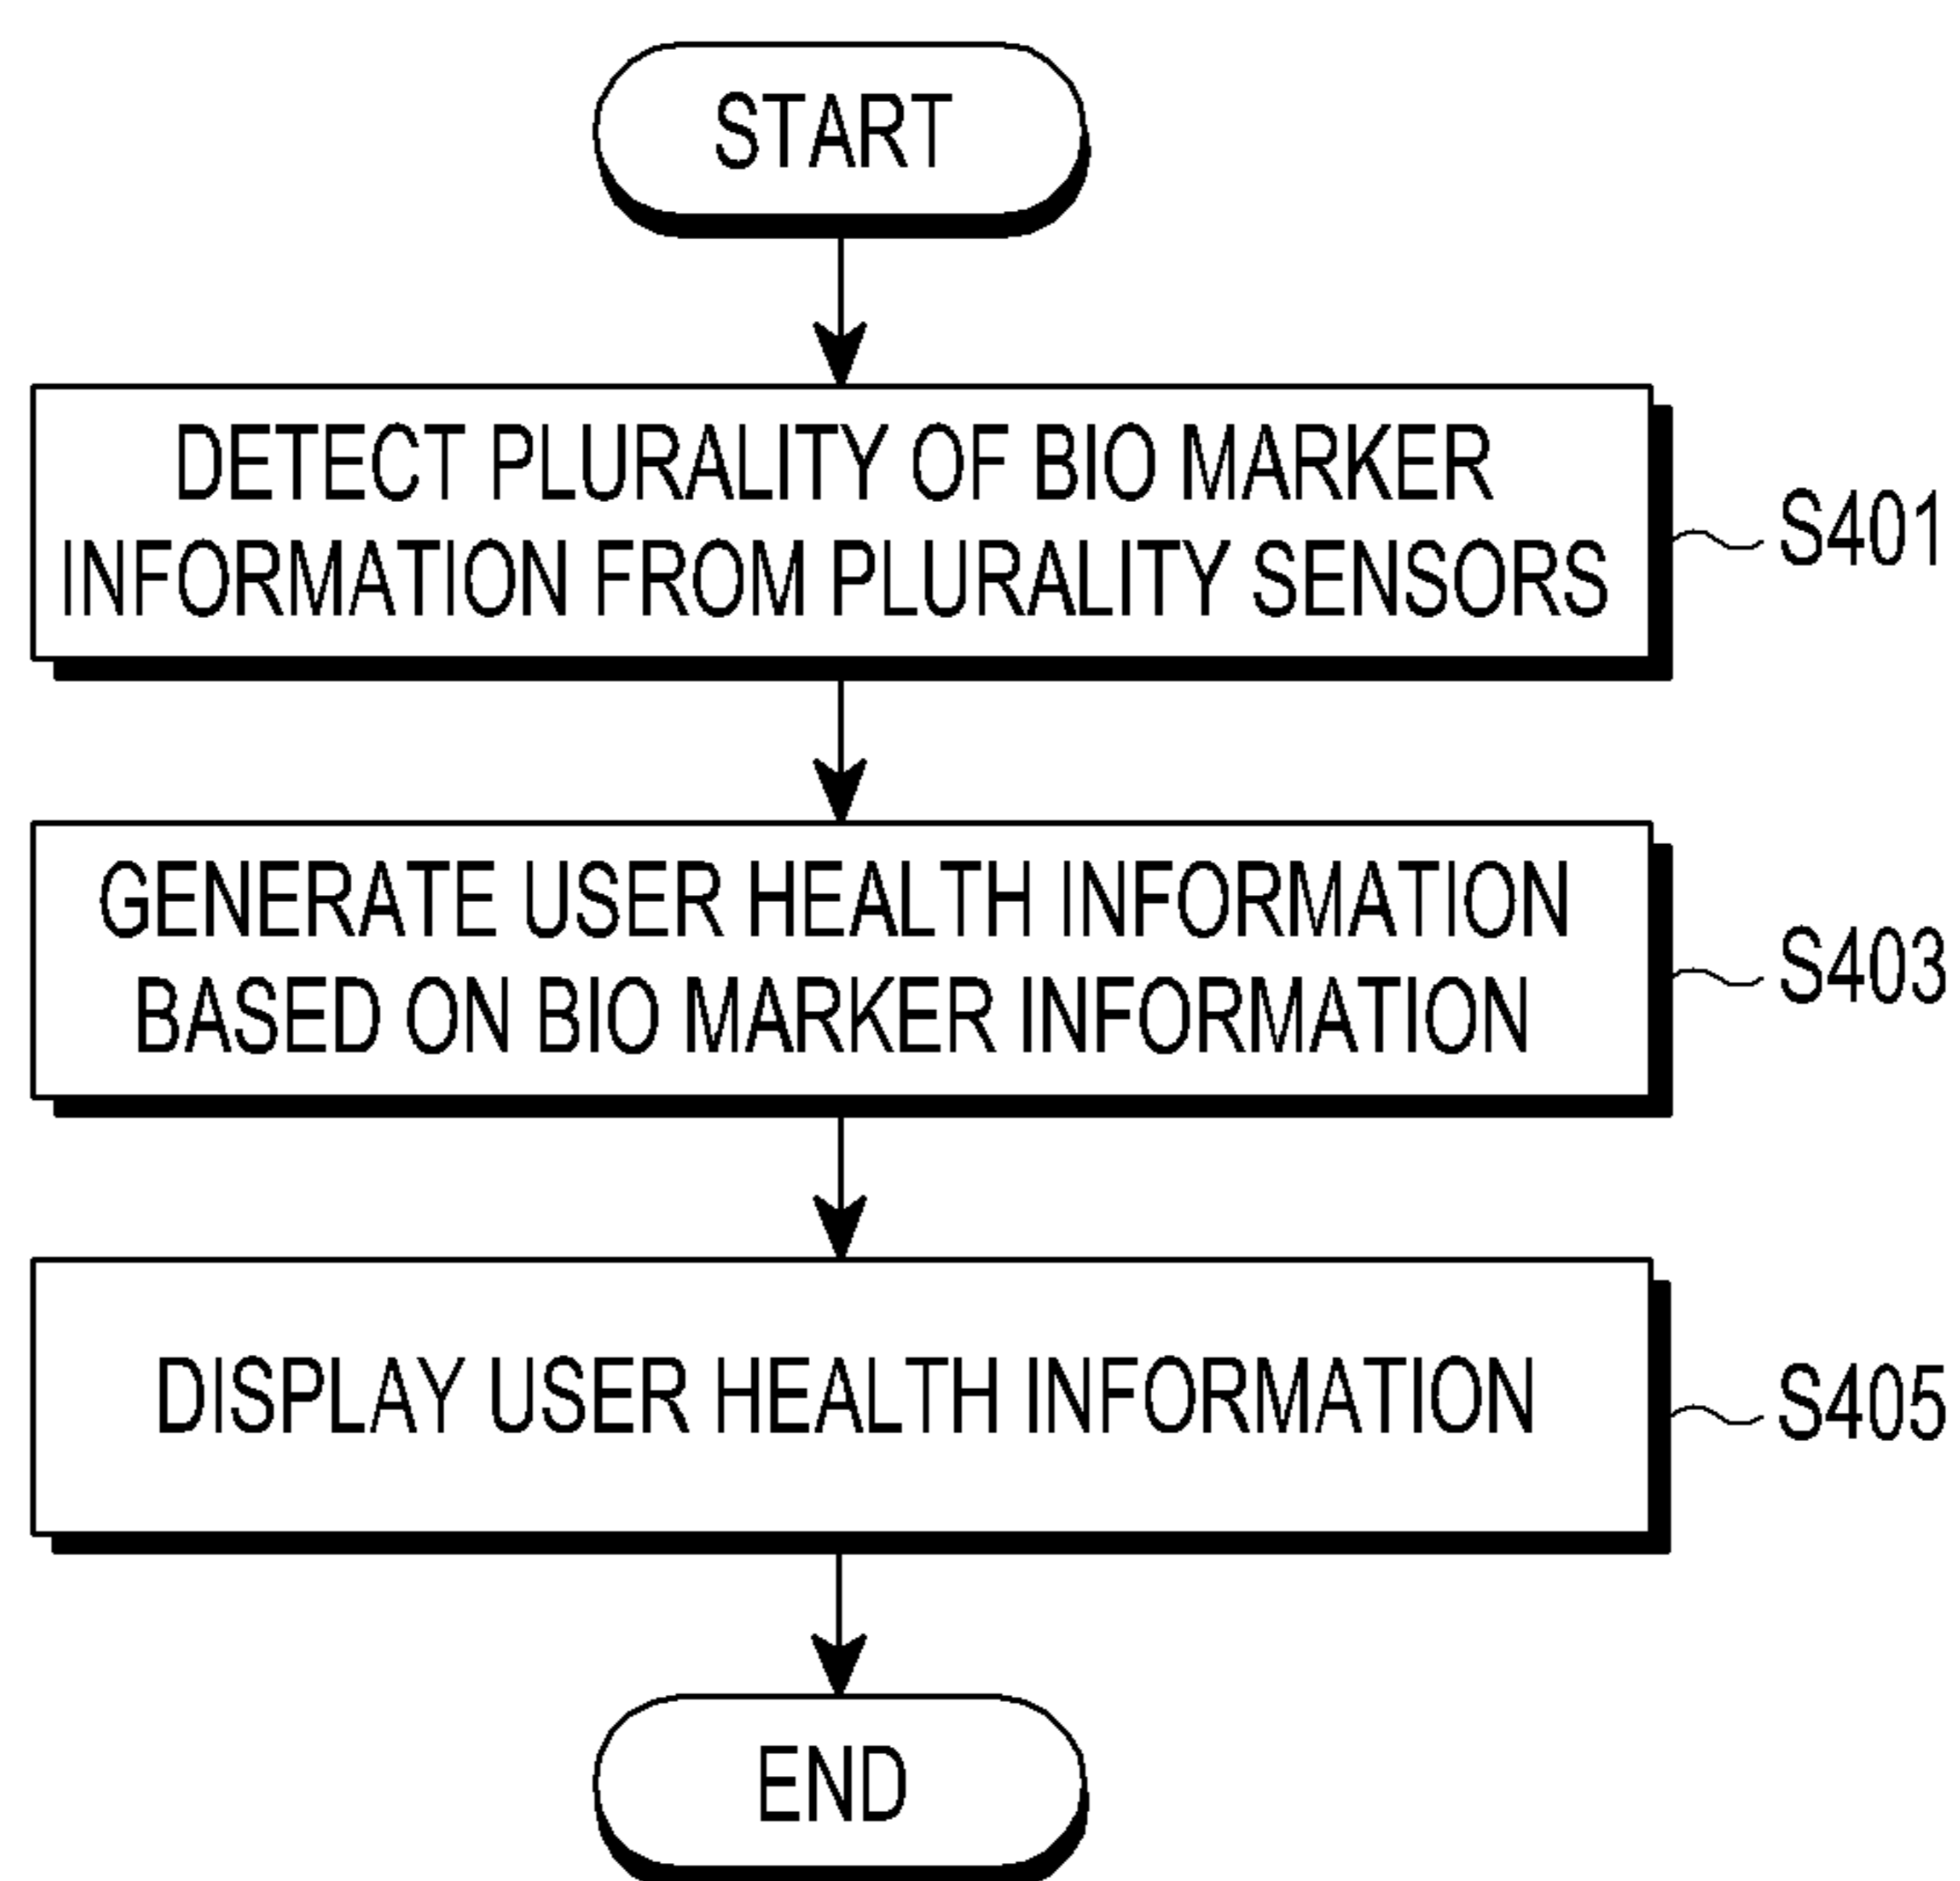 START
DETECT PLURALITY OF BIO MARKER
INFORMATION FROM PLURALITY SENSORS
S401
GENERATE USER HEALTH INFORMATION
BASED ON BIO MARKER INFORMATION
S403
DISPLAY USER HEALTH INFORMATION
S405
END